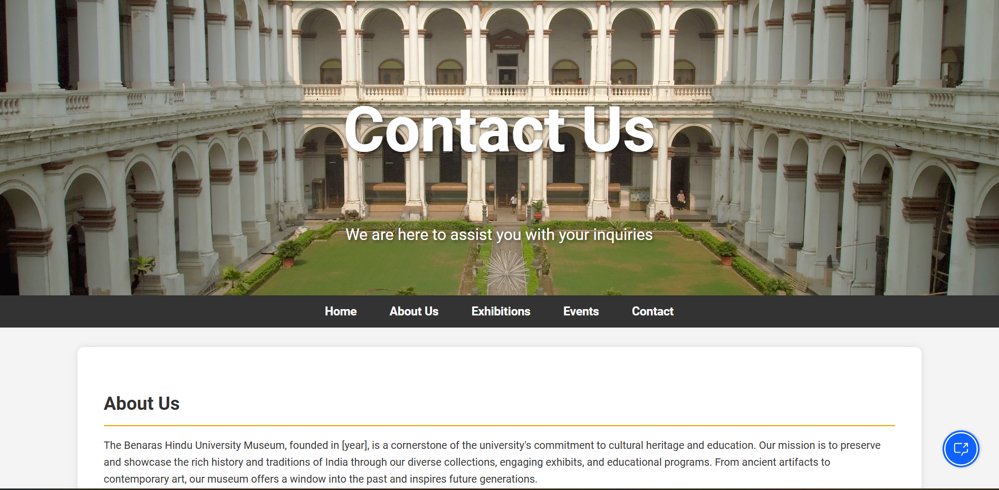 Contact Us
We are here to assist you with your inquiries
Home About Us Exhibitions Events Contact
About Us
The Benaras Hindu University Museum, founded in [year], is a cornerstone of the university's commitment to cultural heritage and education. Our mission is to preserve
and showcase the rich history and traditions of India through our diverse collections, engaging exhibits, and educational programs. From ancient artifacts to
contemporary art, our museum offers a window into the past and inspires future generations.